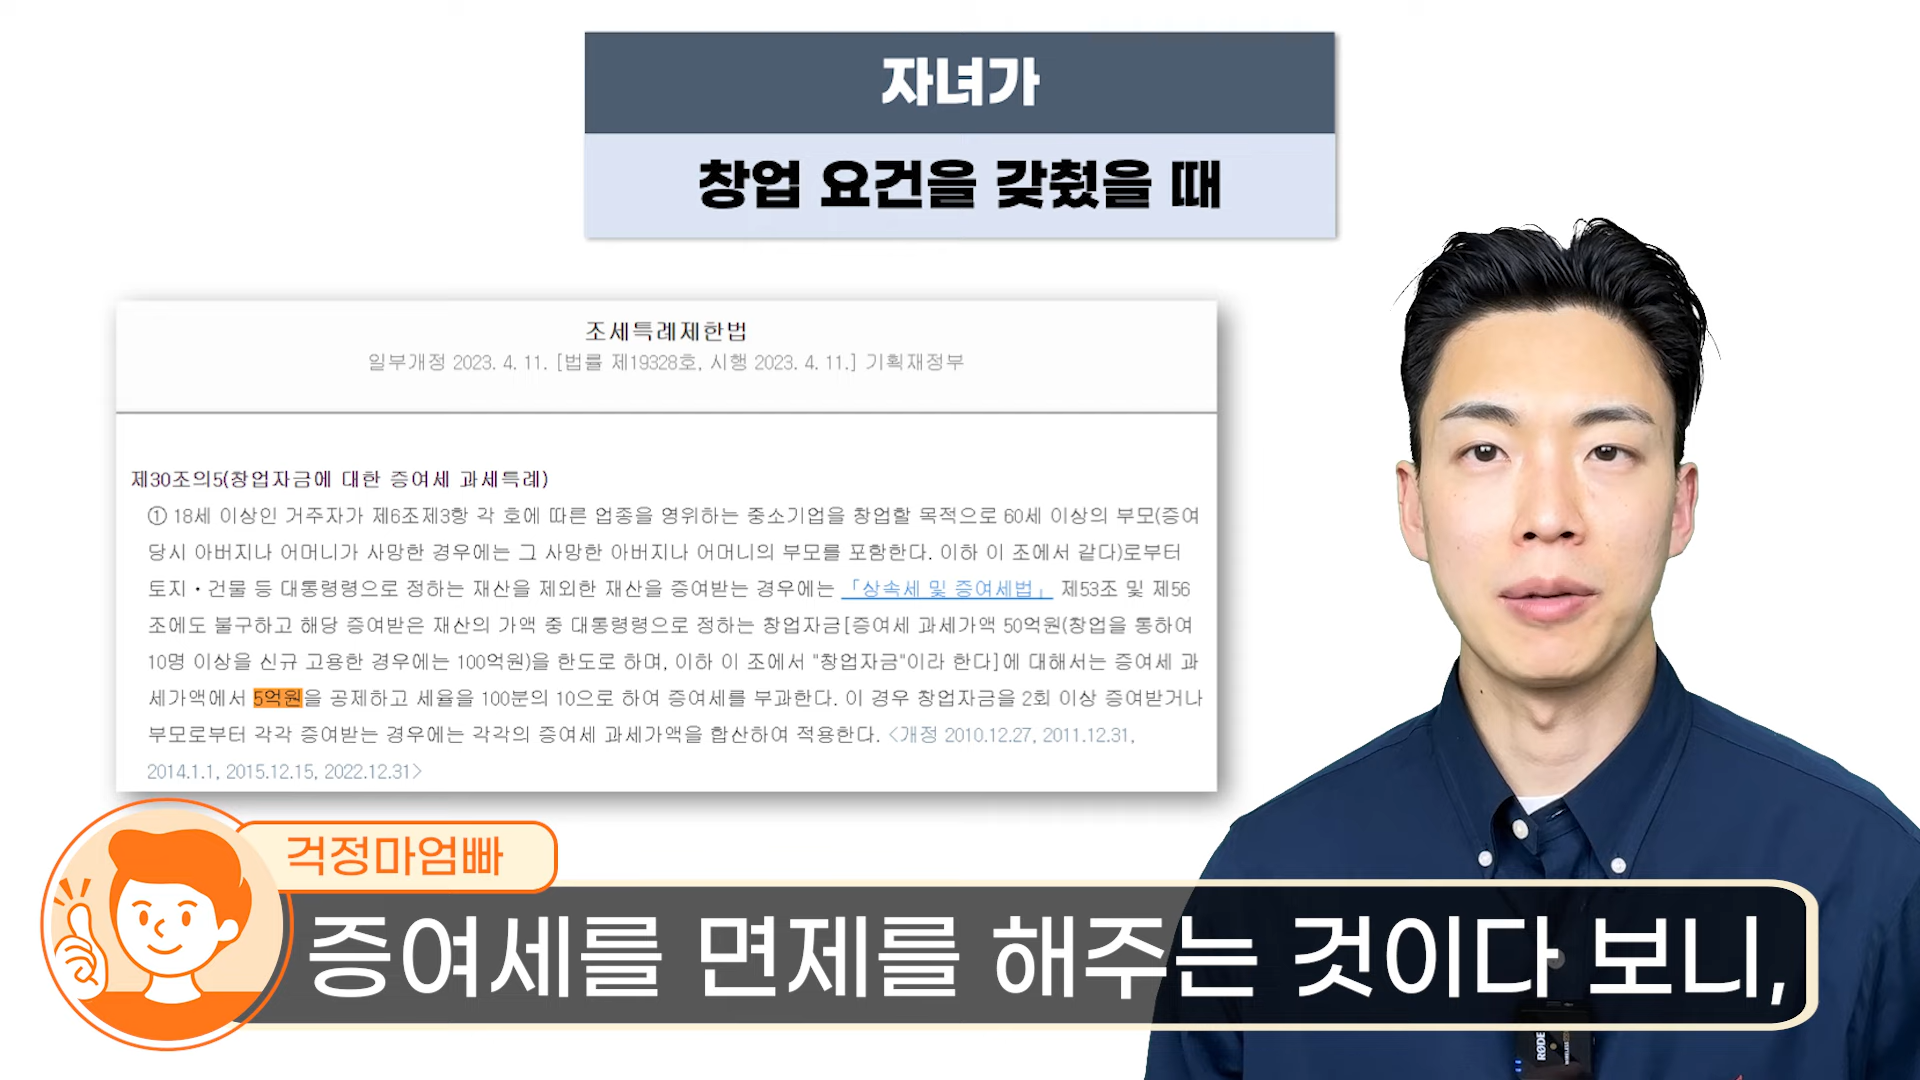 자녀가
창업 요건을 갖췄을 때
조세특례제한법
일부개정 2023. 4. 11. [법률 제19328호, 시행 2023. 4. 11.] 기획재정부
제30조의5(창업자금에 대한 증여세 과세특례)
① 18세 이상인 거주자가 제6조제3항 각 호에 따른 업종을 영위하는 중소기업을 창업할 목적으로 60세 이상의 부모(증여
당시 아버지나 어머니가 사망한 경우에는 그 사망한 아버지나 어머니의 부모를 포함한다. 이하 이 조에서 같다)로부터
토지·건물 등 대통령령으로 정하는 재산을 제외한 재산을 증여받는 경우에는 「상속세 및 증여세법」 제53조 및 제56
조에도 불구하고 해당 증여받은 재산의 가액 중 대통령령으로 정하는 창업자금[증여세 과세가액 50억원(창업을 통하여
10명 이상을 신규 고용한 경우에는 100억원)을 한도로 하며, 이하 이 조에서 "창업자금"이라 한다]에 대해서는 증여세 과
세가액에서 5억원을 공제하고 세율을 100분의 10으로 하여 증여세를 부과한다. 이 경우 창업자금을 2회 이상 증여받거나
부모로부터 각각 증여받는 경우에는 각각의 증여세 과세가액을 합산하여 적용한다. <개정 2010.12.27, 2011.12.31,
2014.1.1, 2015.12.15, 2022.12.31>
걱정마엄빠
증여세를 면제를 해주는 것이다 보니,
RØDE